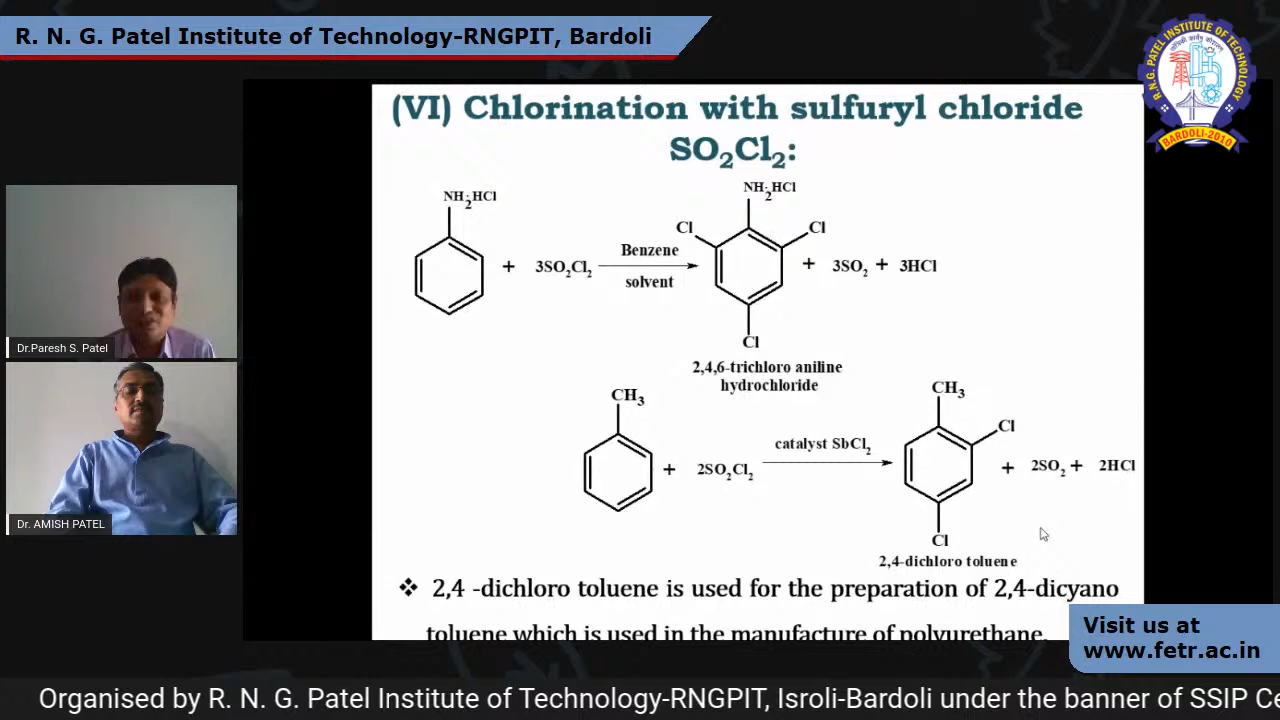 R. N. G. Patel Institute of Technology-RNGPIT, Bardoli
R. N. G. PATEL INSTITUTE OF TECHNOLOGY
BARDOLI-2010
(VI) Chlorination with sulfuryl chloride
SO₂Cl₂:
NH₂HCl
+ 3SO₂Cl₂
Benzene
solvent
NH₂HCl
Cl
Cl
Cl
+ 3SO₂ + 3HCl
2,4,6-trichloro aniline
hydrochloride
CH₃
+ 2SO₂Cl₂
catalyst SbCl₂
CH₃
Cl
Cl
+ 2SO₂ + 2HCl
2,4-dichloro toluene
❖ 2,4 -dichloro toluene is used for the preparation of 2,4-dicyano
toluene which is used in the manufacture of polyurethane.
Dr.Paresh S. Patel
Dr. AMISH PATEL
Visit us at
www.fetr.ac.in
Organised by R. N. G. Patel Institute of Technology-RNGPIT, Isroli-Bardoli under the banner of SSIP Ce